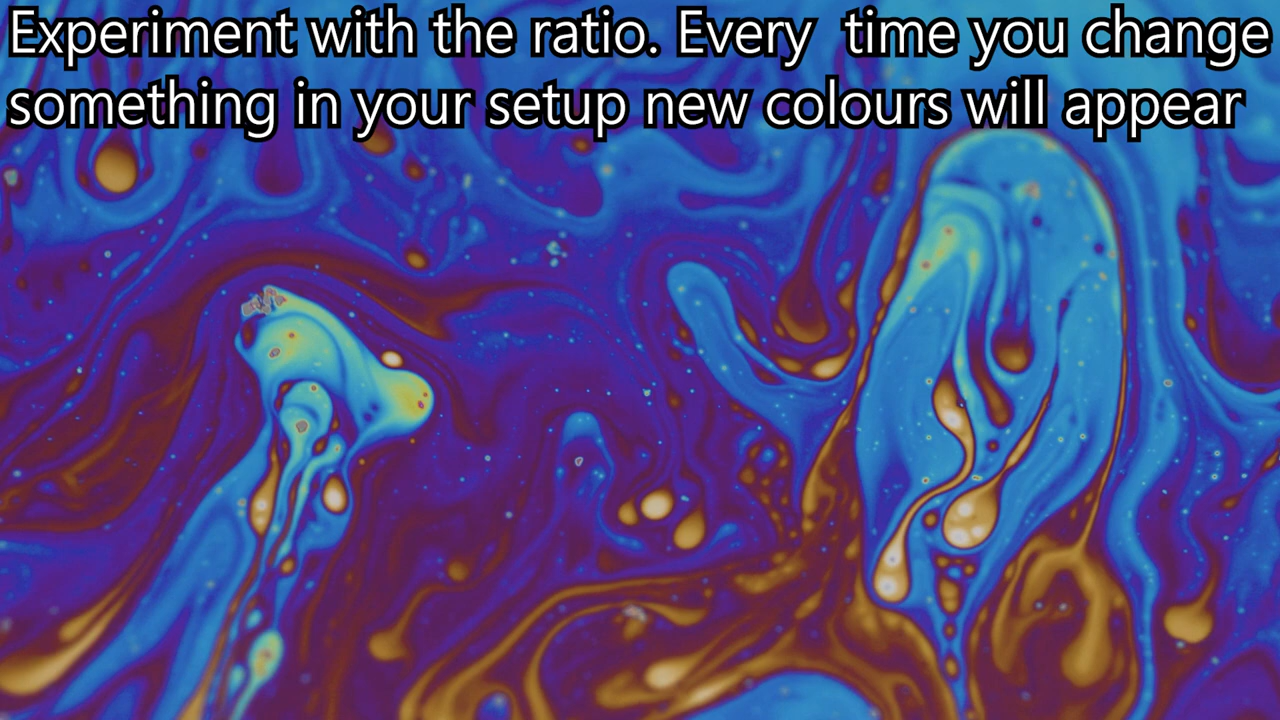 Experiment with the ratio. Every  time you change
something in your setup new colours will appear